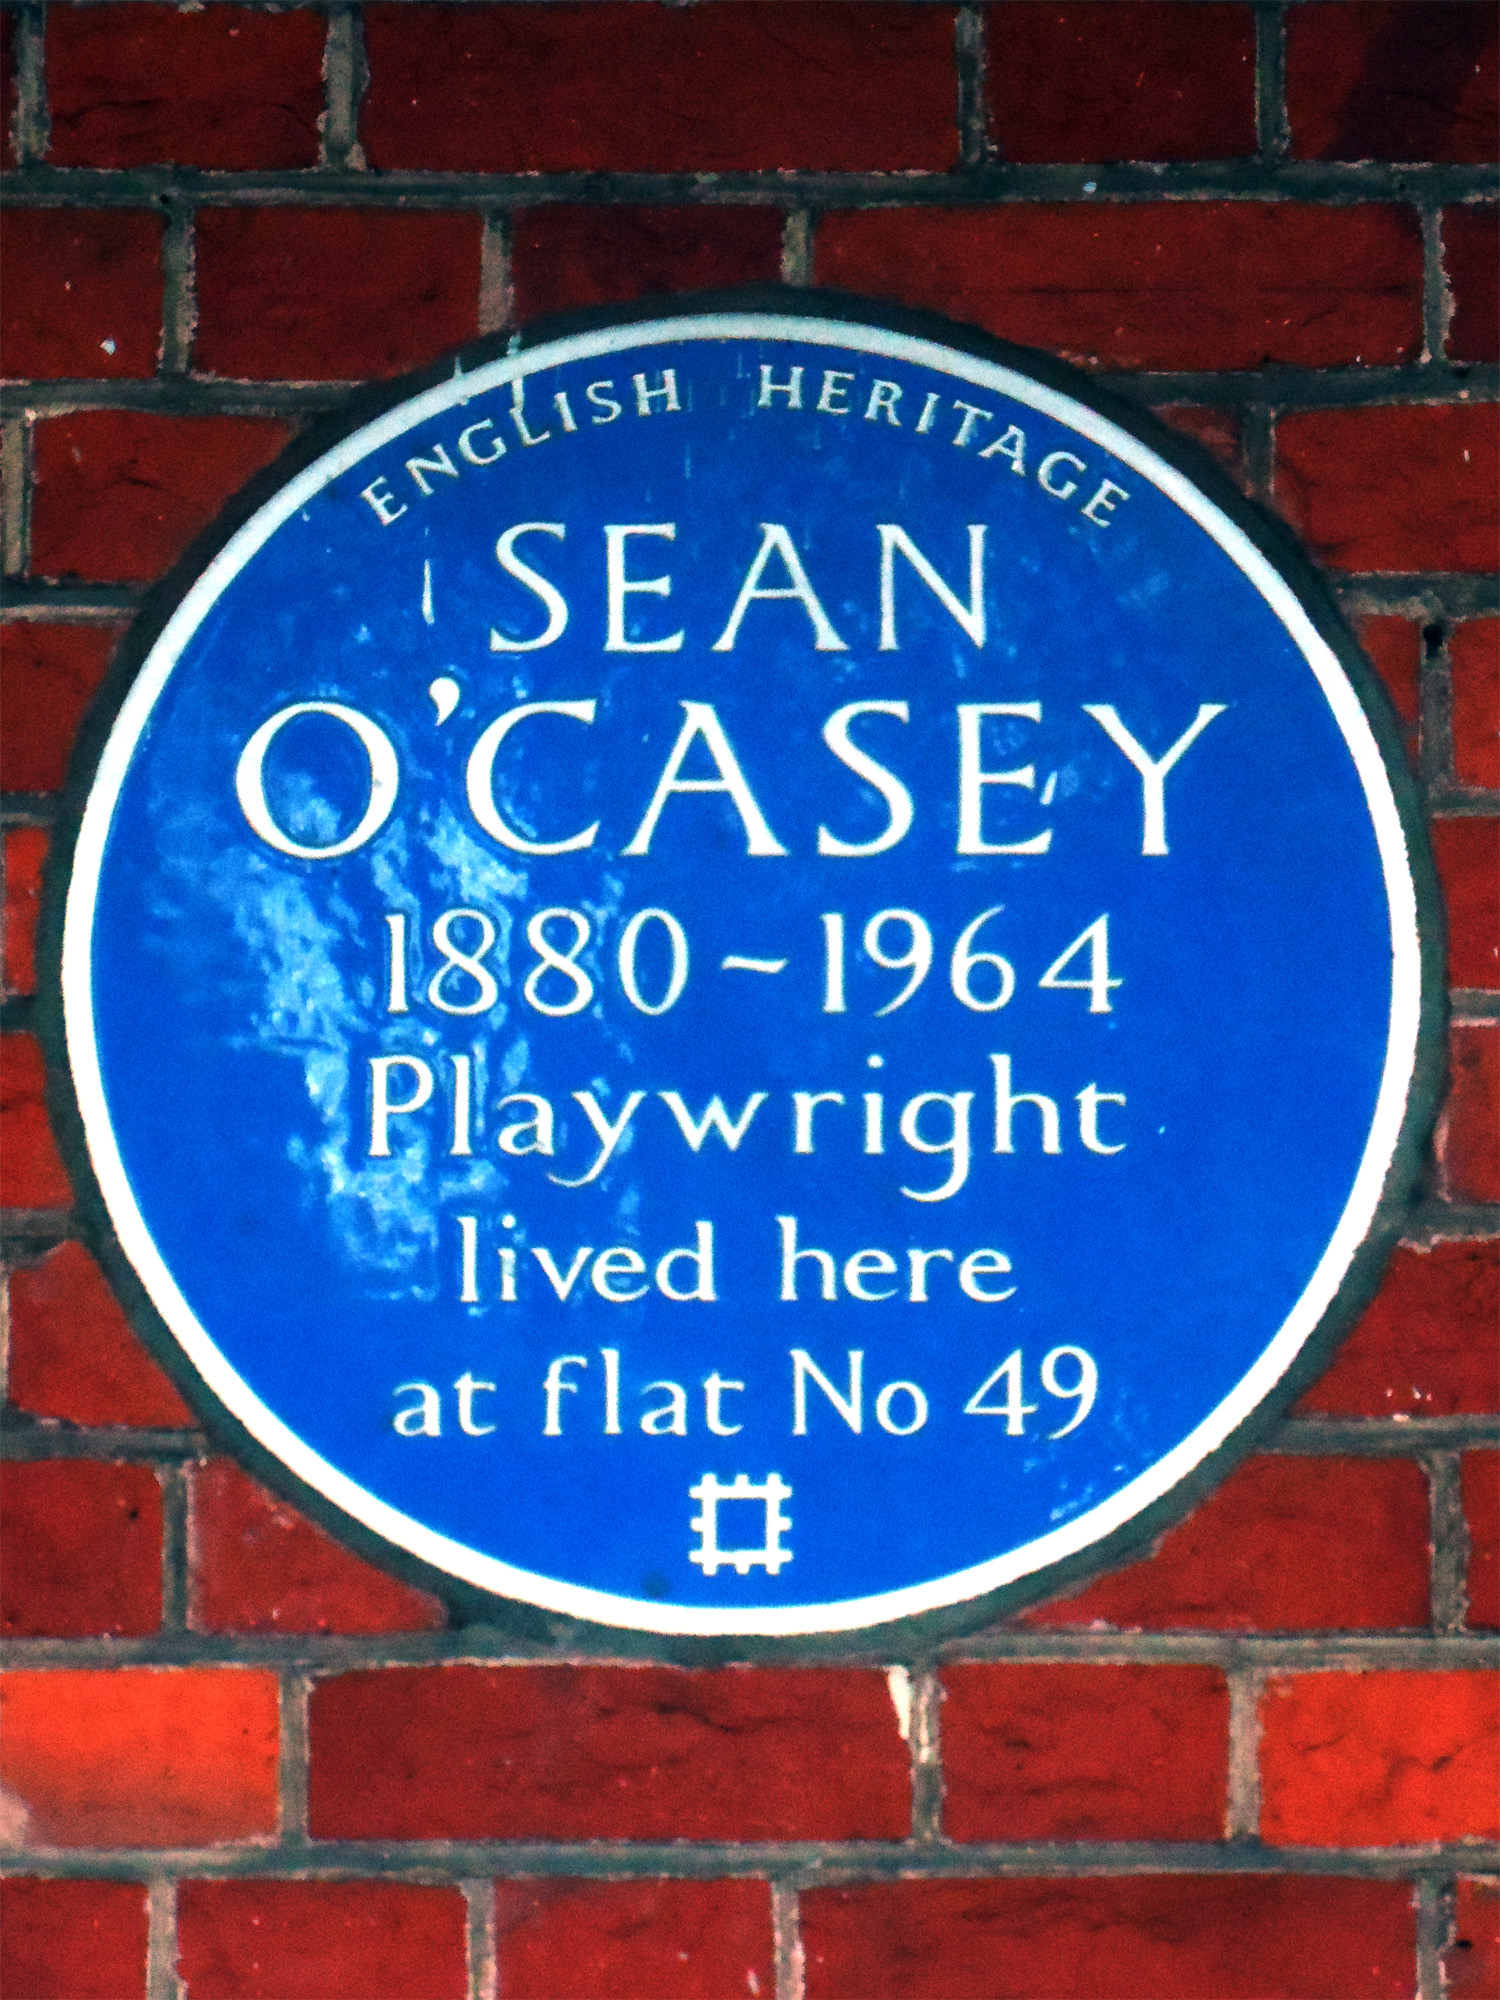 ENGLISH HERITAGE
SEAN
O'CASEY
1880~1964
Playwright
lived here
at flat No 49